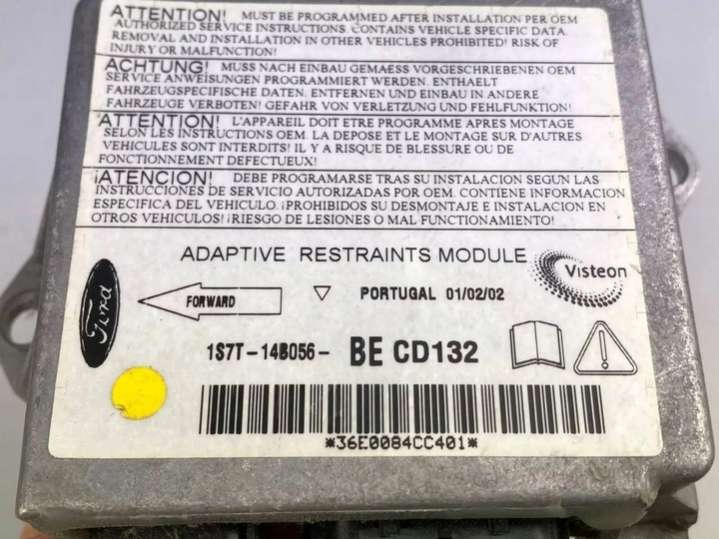 ATTENTION! MUST BE PROGRAMMED AFTER INSTALLATION PER OEM
AUTHORIZED SERVICE INSTRUCTIONS. CONTAINS VEHICLE SPECIFIC DATA.
REMOVAL AND INSTALLATION IN OTHER VEHICLES PROHIBITED! RISK OF
INJURY OR MALFUNCTION!
ACHTUNG! MUSS NACH EINBAU GEMAESS VORGESCHRIEBENEN OEM
SERVICE ANWEISUNGEN PROGRAMMIERT WERDEN. ENTHAELT
FAHRZEUGSPECIFISCHE DATEN. ENTFERNEN UND EINBAU IN ANDERE
FAHRZEUGE VERBOTEN! GEFAHR VON VERLETZUNG UND FEHLFUNKTION!
ATTENTION! L'APPAREIL DOIT ETRE PROGRAMME APRES MONTAGE
SELON LES INSTRUCTIONS OEM. LA DEPOSE ET LE MONTAGE SUR D'AUTRES
VEHICULES SONT INTERDITS! IL Y A RISQUE DE BLESSURE OU DE
FONCTIONNEMENT DEFECTUEUX!
¡ATENCION! DEBE PROGRAMARSE TRAS SU INSTALACION SEGUN LAS
INSTRUCCIONES DE SERVICIO AUTORIZADAS POR OEM. CONTIENE INFORMACION
ESPECIFICA DEL VEHICULO. ¡PROHIBIDOS SU DESMONTAJE E INSTALACION EN
OTROS VEHICULOS! ¡RIESGO DE LESIONES O MAL FUNCIONAMIENTO!
ADAPTIVE RESTRAINTS MODULE
Visteon
Ford
FORWARD
PORTUGAL 01/02/02
1S7T-14B056- BE CD132
*36E0084CC401*